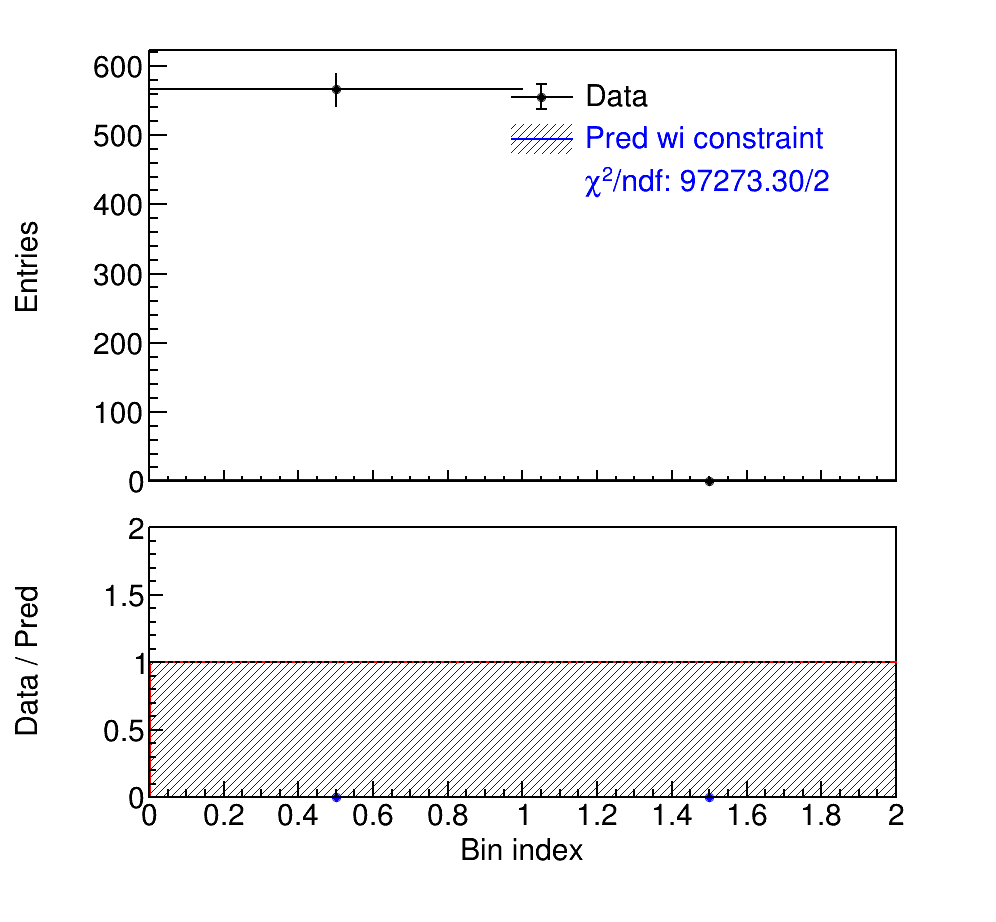 600
500
400
300
200
100
0
Entries
Data
Pred wi constraint
χ²/ndf: 97273.30/2
2
1.5
1
0.5
0
Data / Pred
0 0.2 0.4 0.6 0.8 1 1.2 1.4 1.6 1.8 2
Bin index